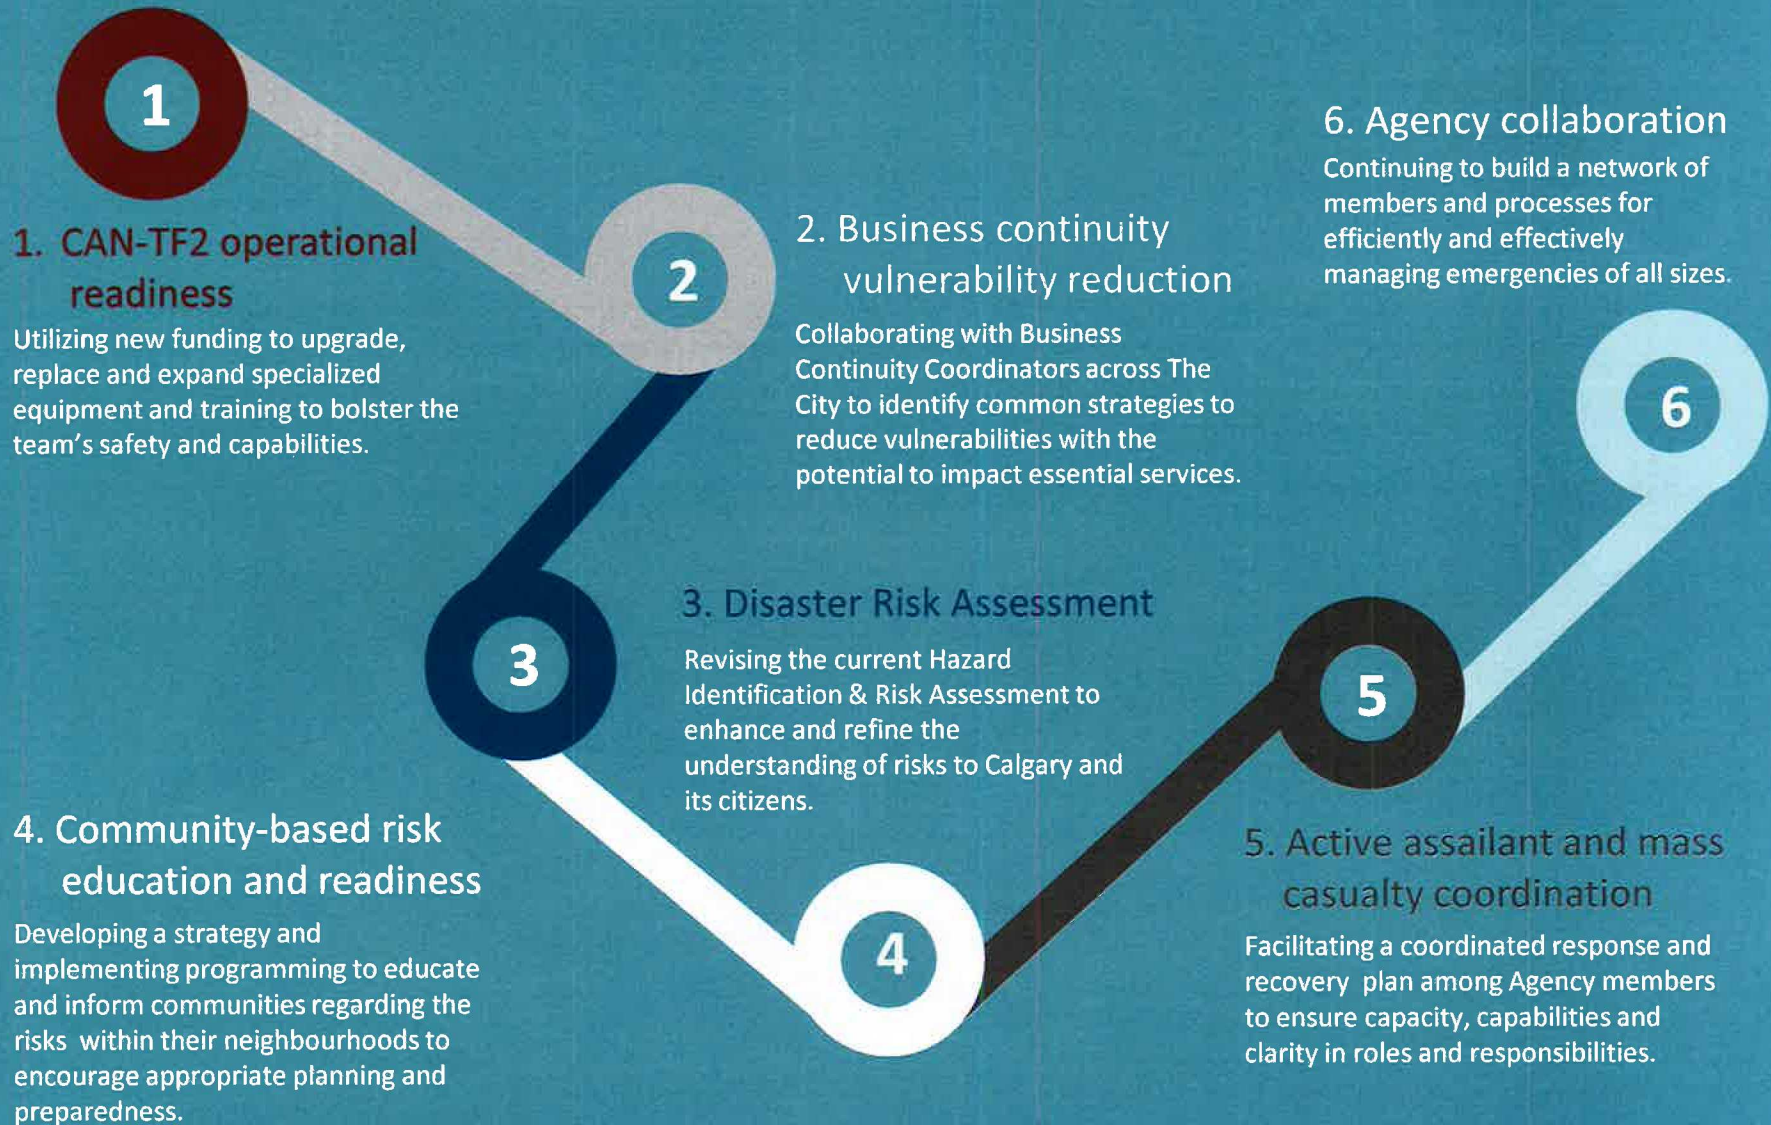 1
1. CAN-TF2 operational
readiness
Utilizing new funding to upgrade,
replace and expand specialized
equipment and training to bolster the
team's safety and capabilities.
2
2. Business continuity
vulnerability reduction
Collaborating with Business
Continuity Coordinators across The
City to identify common strategies to
reduce vulnerabilities with the
potential to impact essential services.
3
3. Disaster Risk Assessment
Revising the current Hazard
Identification & Risk Assessment to
enhance and refine the
understanding of risks to Calgary and
its citizens.
4
4. Community-based risk
education and readiness
Developing a strategy and
implementing programming to educate
and inform communities regarding the
risks within their neighbourhoods to
encourage appropriate planning and
preparedness.
5
5. Active assailant and mass
casualty coordination
Facilitating a coordinated response and
recovery plan among Agency members
to ensure capacity, capabilities and
clarity in roles and responsibilities.
6
6. Agency collaboration
Continuing to build a network of
members and processes for
efficiently and effectively
managing emergencies of all sizes.